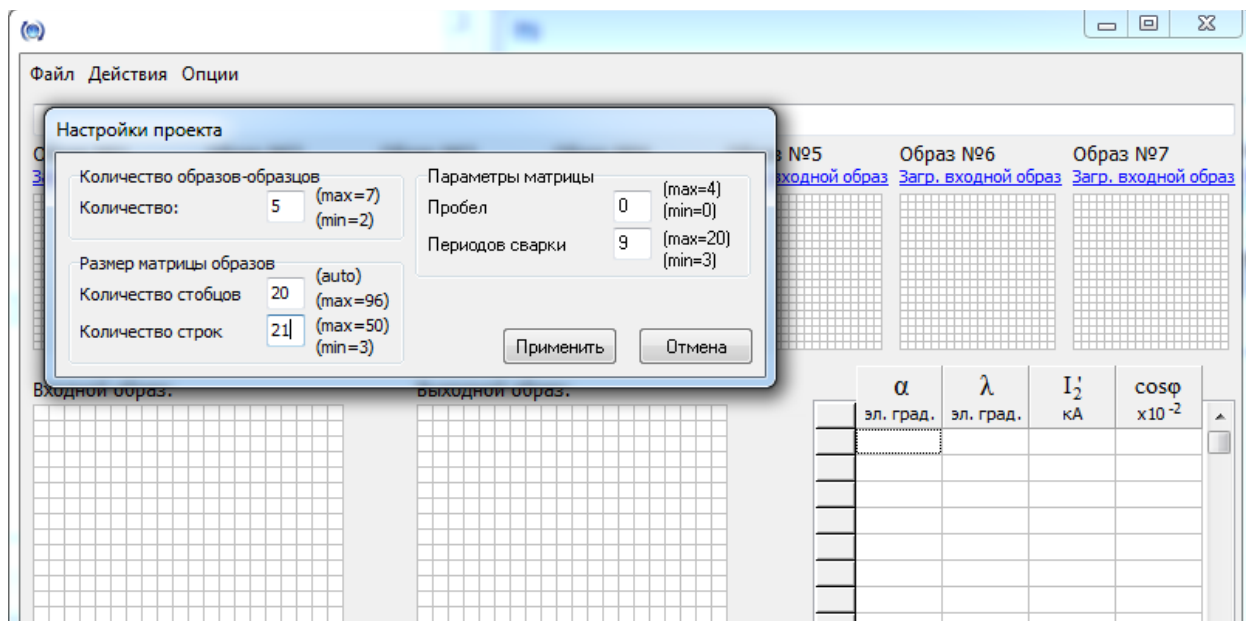 Файл Действия Опции
Настройки проекта
Количество образов-образцов
Количество:
5
(max=7)
(min=2)
Размер матрицы образов
(auto)
Количество стобцов
20
(max=96)
Количество строк
21
(max=50)
(min=3)
Параметры матрицы
(max=4)
Пробел
0
(min=0)
Периодов сварки
9
(max=20)
(min=3)
Применить
Отмена
№5
Образ №6
Образ №7
входной образ
Загр. входной образ
Загр. входной образ
Входной образ:
Выходной образ:
α
λ
I₂'
cosφ
эл. град.
эл. град.
кА
x10 -2